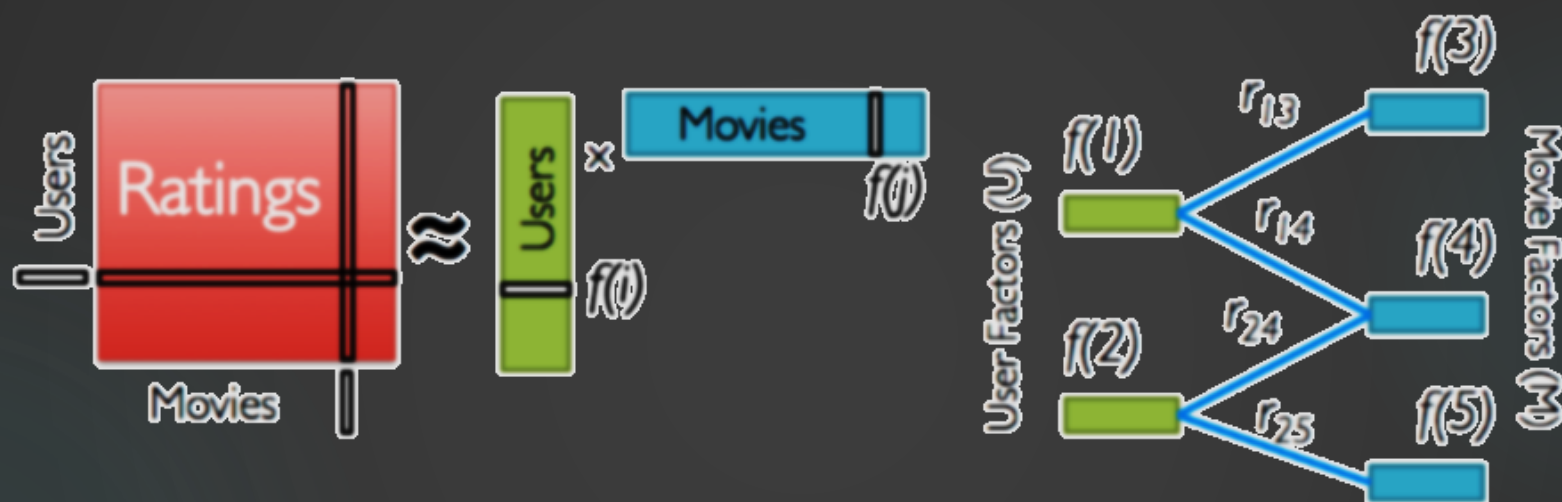 Users
Ratings
Movies
≈
Users
f(i)
x
Movies
f(j)
User Factors (U)
f(1)
f(2)
r13
r14
r24
r25
f(3)
f(4)
f(5)
Movie Factors (M)